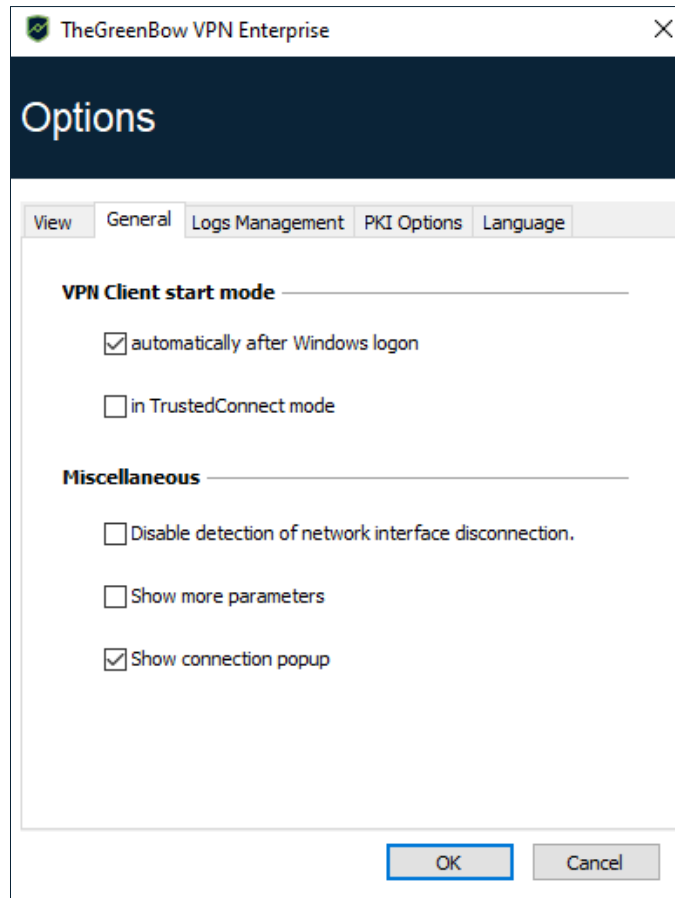 TheGreenBow VPN Enterprise
Options
View General Logs Management PKI Options Language
VPN Client start mode
automatically after Windows logon
in TrustedConnect mode
Miscellaneous
Disable detection of network interface disconnection.
Show more parameters
Show connection popup
OK Cancel